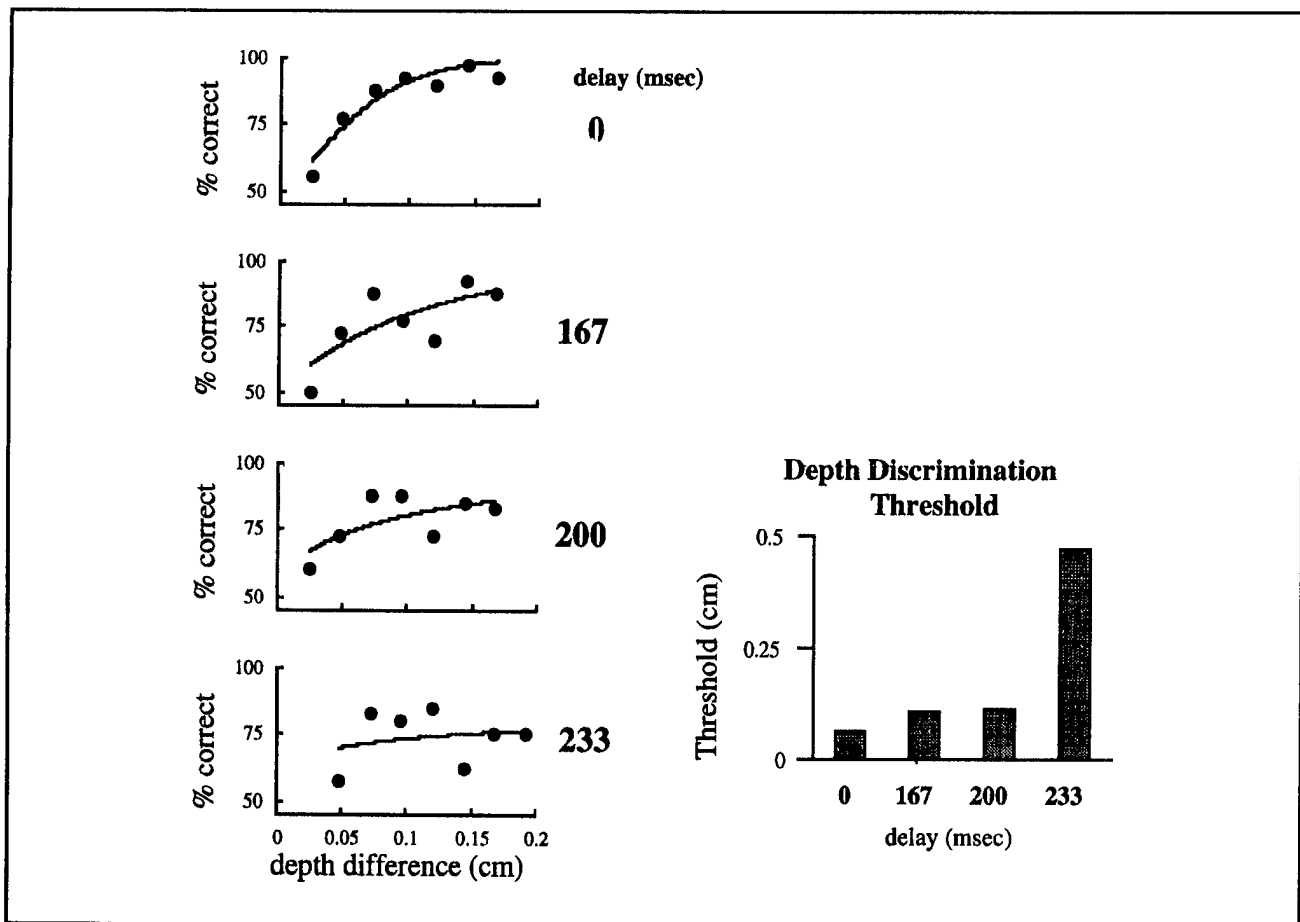 delay (msec)
% correct
100
75
50
0
% correct
100
75
50
167
% correct
100
75
50
200
% correct
100
75
50
233
0 0.05 0.1 0.15 0.2
depth difference (cm)
Depth Discrimination
Threshold
Threshold (cm)
0.5
0.25
0
0 167 200 233
delay (msec)